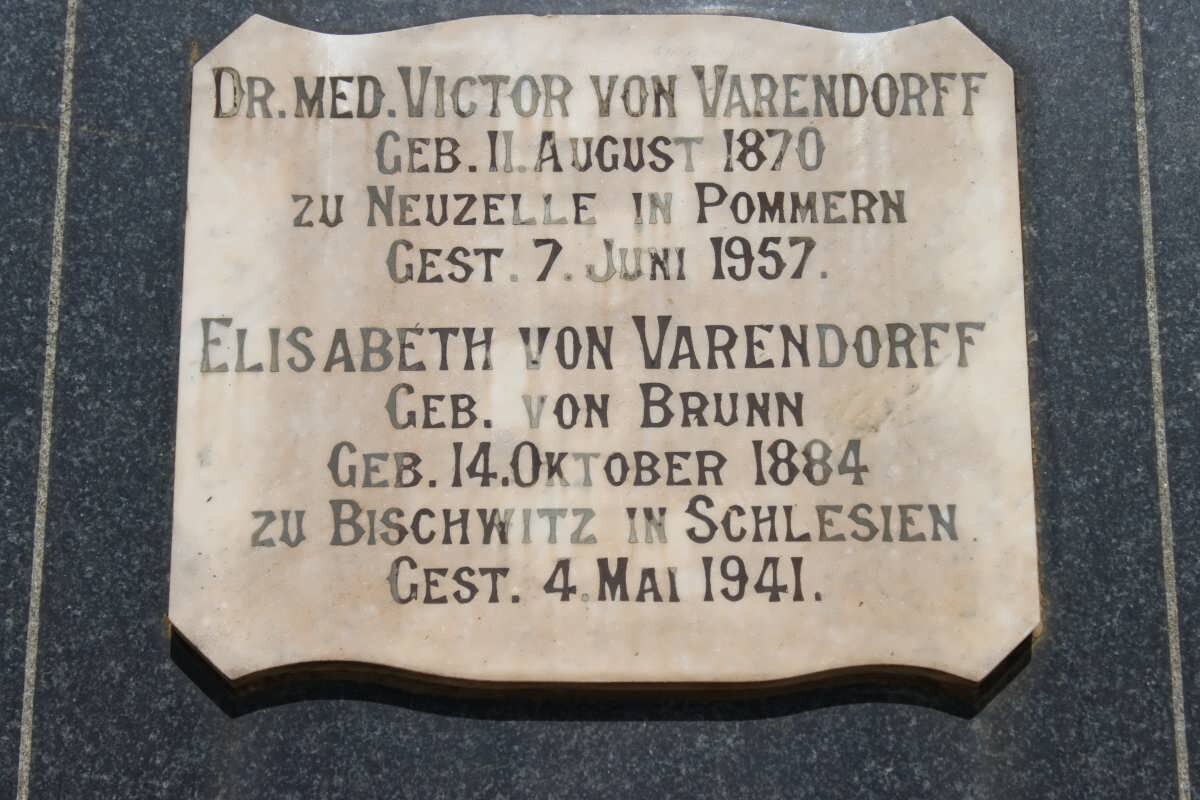 DR. MED. VICTOR VON VARENDORFF
GEB. 11. AUGUST 1870
ZU NEUZELLE IN POMMERN
GEST. 7. JUNI 1957.
ELISABÉTH VON VARENDORFF
GEB. VON BRUNN
GEB. 14. OKTOBER 1884
ZU BISCHWITZ IN SCHLESIEN.
GEST. 4. MAI 1941.